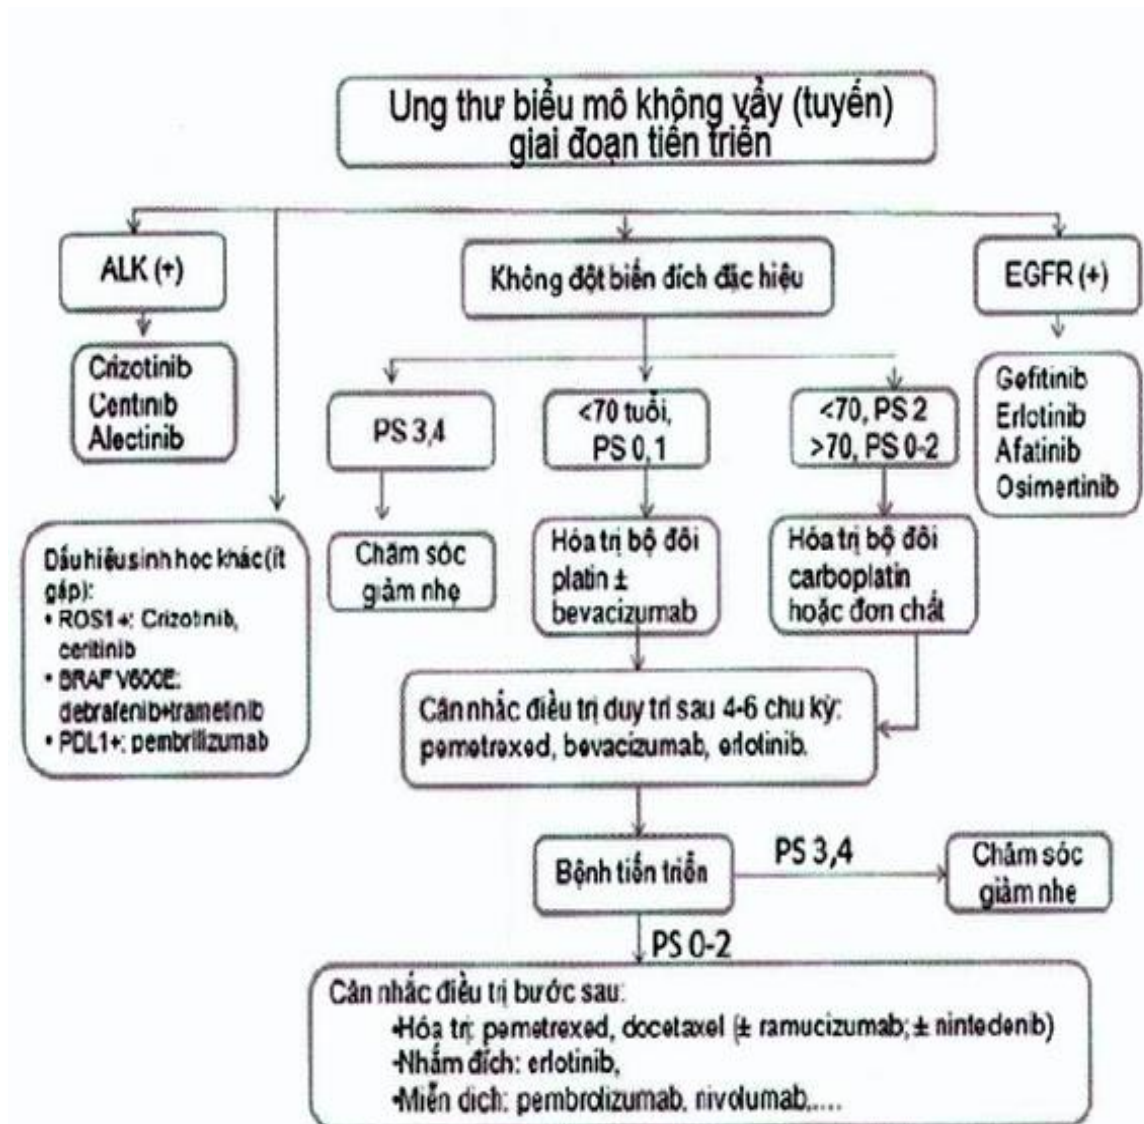 Ung thư biểu mô không vẩy (tuyến)
giai đoạn tiến triển
ALK (+)
Không đột biến đích đặc hiệu
EGFR (+)
Crizotinib
Ceritinib
Alectinib
PS 3,4
<70 tuổi,
PS 0,1
<70, PS 2
>70, PS 0-2
Gefitinib
Erlotinib
Afatinib
Osimertinib
Dấu hiệu sinh học khác (ít
gặp):
• ROS1+: Crizotinib,
ceritinib
• BRAF V600E:
debrafenib+trametinib
• PDL1+: pembrilizumab
Chăm sóc
giảm nhẹ
Hóa trị bộ đôi
platin ±
bevacizumab
Hóa trị bộ đôi
carboplatin
hoặc đơn chất
Cân nhắc điều trị duy trì sau 4-6 chu kỳ:
pemetrexed, bevacizumab, erlotinib.
Bệnh tiến triển
PS 3,4
Chăm sóc
giảm nhẹ
PS 0-2
Cân nhắc điều trị bước sau:
•Hóa trị: pemetrexed, docetaxel (± ramucizumab; ± nintedenib)
•Nhắm đích: erlotinib,
•Miễn dịch: pembrolizumab, nivolumab,....